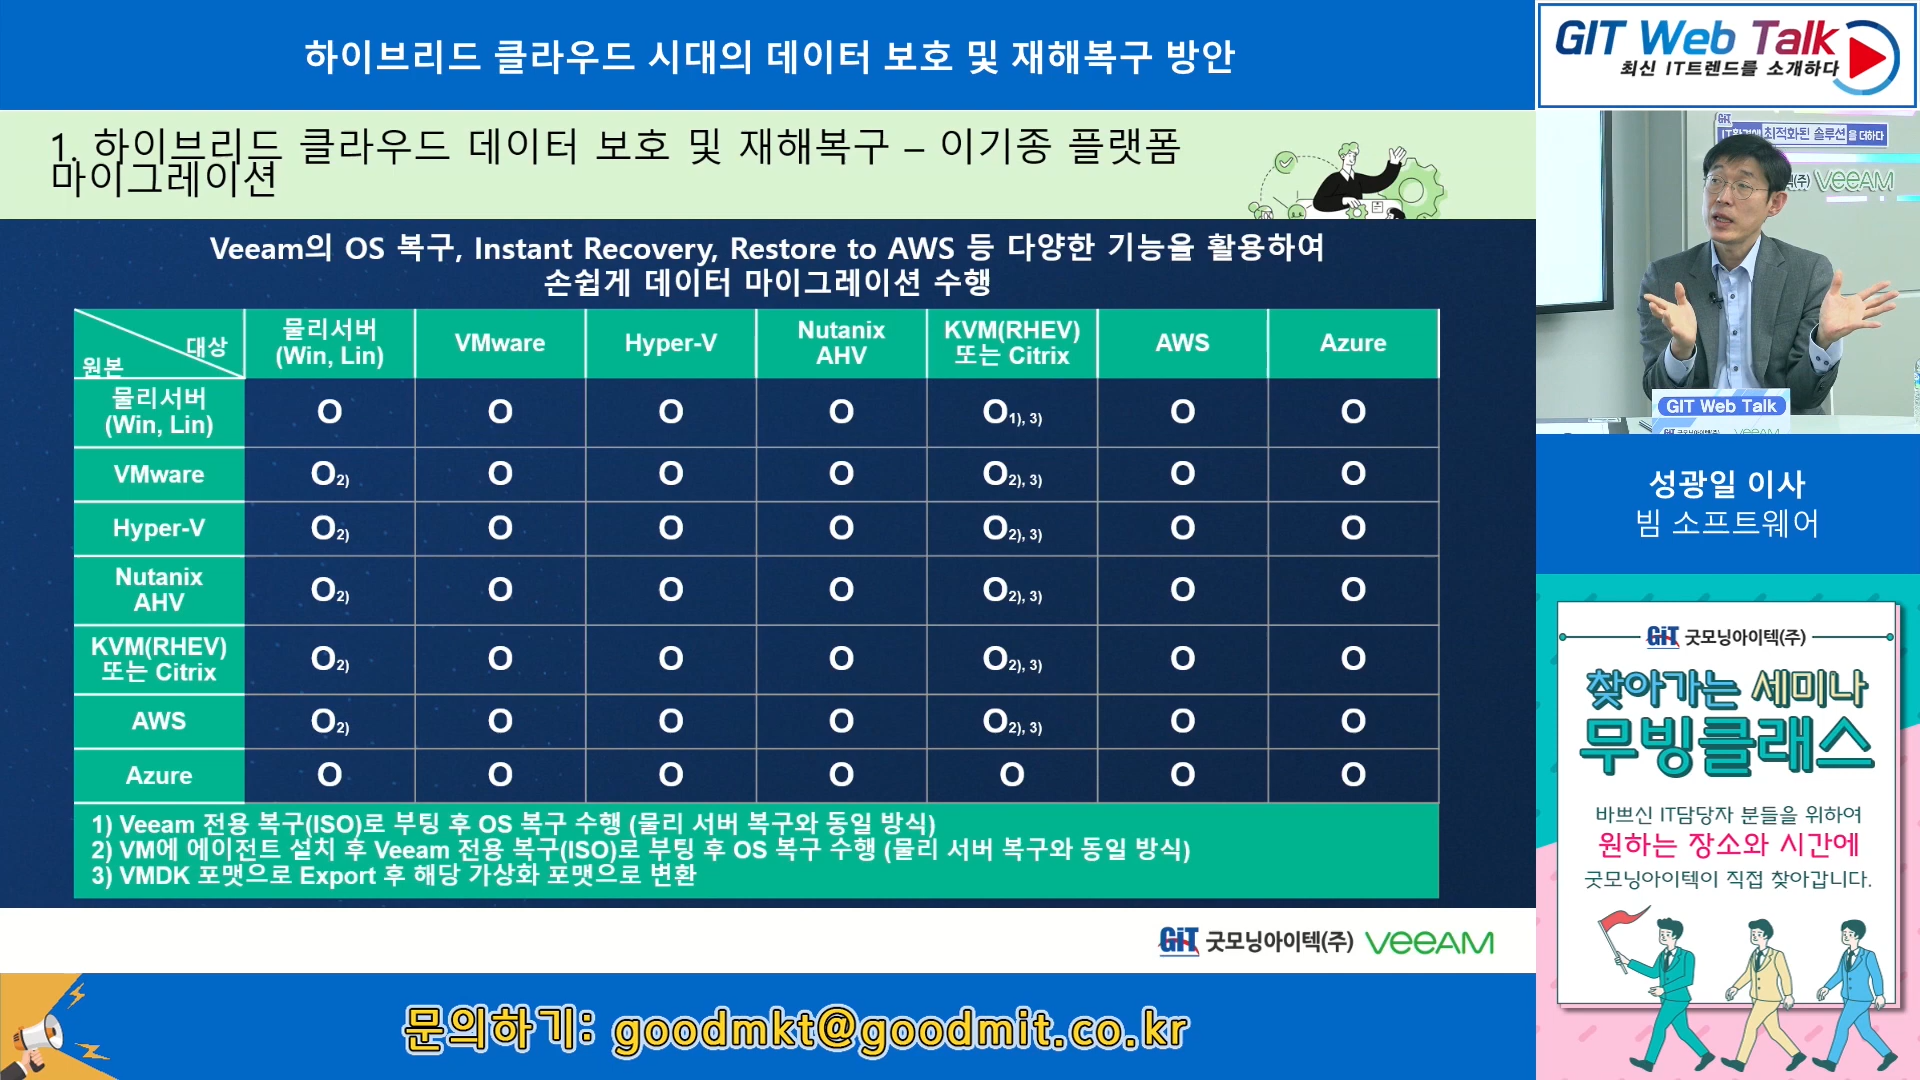 하이브리드 클라우드 시대의 데이터 보호 및 재해복구 방안
GIT Web Talk
최신 IT트렌드를 소개하다
1. 하이브리드 클라우드 데이터 보호 및 재해복구 – 이기종 플랫폼
마이그레이션
Veeam의 OS 복구, Instant Recovery, Restore to AWS 등 다양한 기능을 활용하여
손쉽게 데이터 마이그레이션 수행
대상
원본
물리서버
(Win, Lin)
VMware
Hyper-V
Nutanix
AHV
KVM(RHEV)
또는 Citrix
AWS
Azure
물리서버
(Win, Lin)
O O O O O1), 3) O O
VMware O2) O O O O2), 3) O O
Hyper-V O2) O O O O2), 3) O O
Nutanix
AHV
O2) O O O O2), 3) O O
KVM(RHEV)
또는 Citrix
O2) O O O O2), 3) O O
AWS O2) O O O O2), 3) O O
Azure O O O O O O O
1) Veeam 전용 복구(ISO)로 부팅 후 OS 복구 수행 (물리 서버 복구와 동일 방식)
2) VM에 에이전트 설치 후 Veeam 전용 복구(ISO)로 부팅 후 OS 복구 수행 (물리 서버 복구와 동일 방식)
3) VMDK 포맷으로 Export 후 해당 가상화 포맷으로 변환
GiT 굿모닝아이텍(주) veeAM
문의하기: goodmkt@goodmit.co.kr
GiT
최적화된 솔루션을 더하다
(주) veeAM
GIT Web Talk
성광일 이사
빔 소프트웨어
GiT 굿모닝아이텍(주)
찾아가는 세미나
무빙클래스
바쁘신 IT담당자 분들을 위하여
원하는 장소와 시간에
굿모닝아이텍이 직접 찾아갑니다.